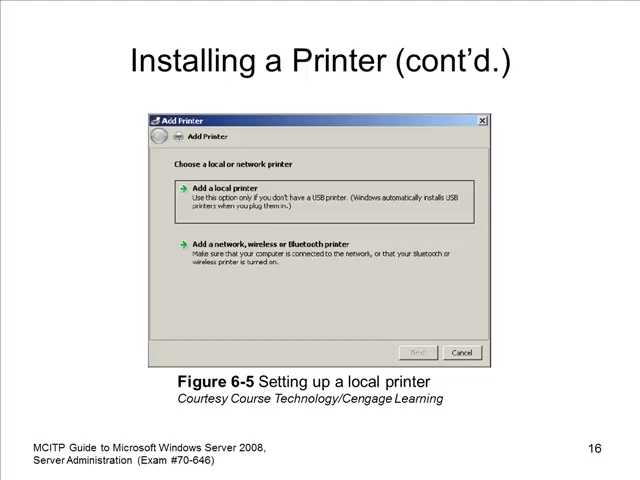 Installing a Printer (cont’d.)
Add Printer
Add Printer
Choose a local or network printer
Add a local printer
Use this option only if you don't have a USB printer. (Windows automatically installs USB
printers when you plug them in.)
Add a network, wireless or Bluetooth printer
Make sure that your computer is connected to the network, or that your Bluetooth or
wireless printer is turned on.
Next
Cancel
Figure 6-5 Setting up a local printer
Courtesy Course Technology/Cengage Learning
MCITP Guide to Microsoft Windows Server 2008,
Server Administration (Exam #70-646)
16